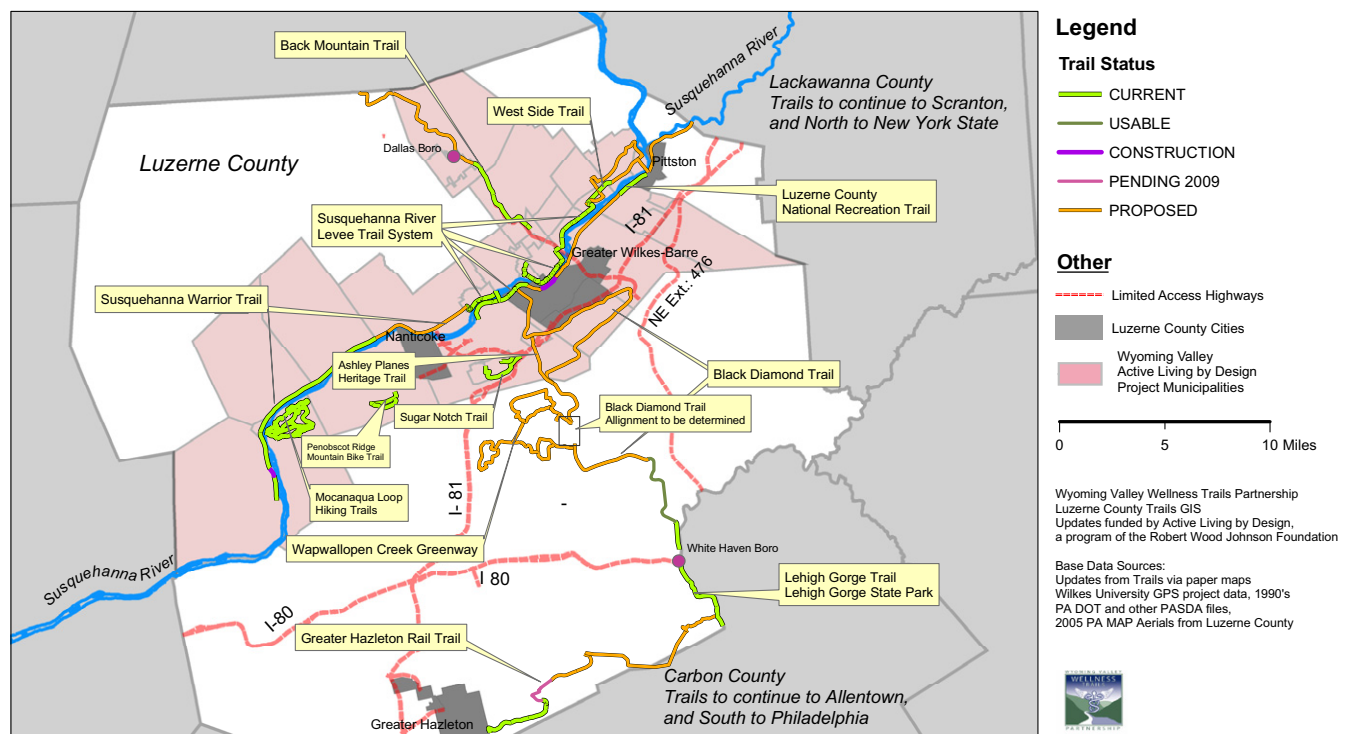 Back Mountain Trail
Susquehanna River
Lackawanna County
Trails to continue to Scranton,
and North to New York State
West Side Trail
Dallas Boro
Luzerne County
Pittston
Luzerne County
National Recreation Trail
Susquehanna River
Levee Trail System
I-81
Greater Wilkes-Barre
NE Ext.: 476
Susquehanna Warrior Trail
Nanticoke
Ashley Planes
Heritage Trail
Black Diamond Trail
Sugar Notch Trail
Black Diamond Trail
Allignment to be determined
Penobscot Ridge
Mountain Bike Trail
Mocanaqua Loop
Hiking Trails
I- 81
-
Wapwallopen Creek Greenway
White Haven Boro
Susquehanna River
I 80
I-80
Lehigh Gorge Trail
Lehigh Gorge State Park
Greater Hazleton Rail Trail
Carbon County
Trails to continue to Allentown,
and South to Philadelphia
Greater Hazleton
Legend
Trail Status
CURRENT
USABLE
CONSTRUCTION
PENDING 2009
PROPOSED
Other
Limited Access Highways
Luzerne County Cities
Wyoming Valley
Active Living by Design
Project Municipalities
0 5 10 Miles
Wyoming Valley Wellness Trails Partnership
Luzerne County Trails GIS
Updates funded by Active Living by Design,
a program of the Robert Wood Johnson Foundation
Base Data Sources:
Updates from Trails via paper maps
Wilkes University GPS project data, 1990's
PA DOT and other PASDA files,
2005 PA MAP Aerials from Luzerne County
WYOMING VALLEY
WELLNESS
TRAILS
PARTNERSHIP